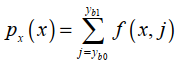 p_x(x) = \sum_{j=y_{b0}}^{y_{b1}} f(x, j)